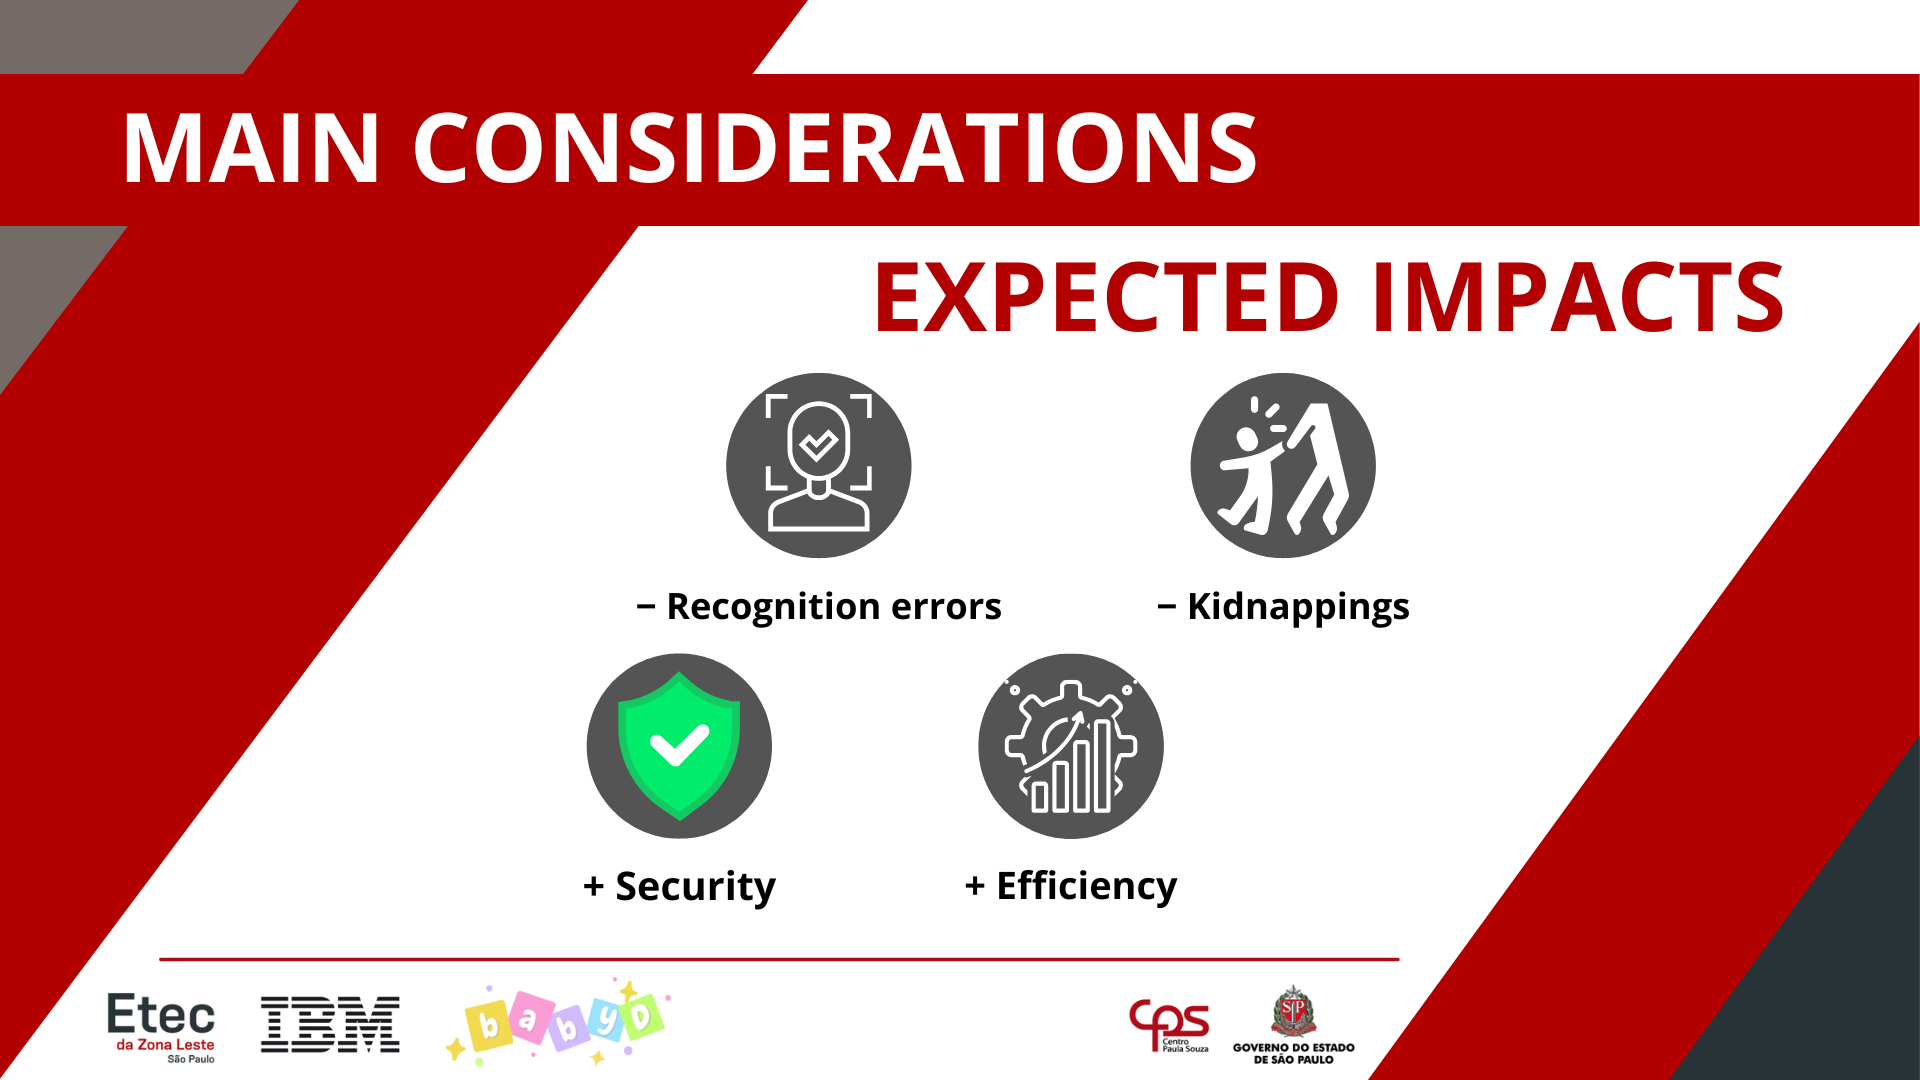 MAIN CONSIDERATIONS
EXPECTED IMPACTS
− Recognition errors
− Kidnappings
+ Security
+ Efficiency
Etec
da Zona Leste
São Paulo
IBM
babyD
CPS
Centro
Paula Souza
SP
GOVERNO DO ESTADO
DE SÃO PAULO